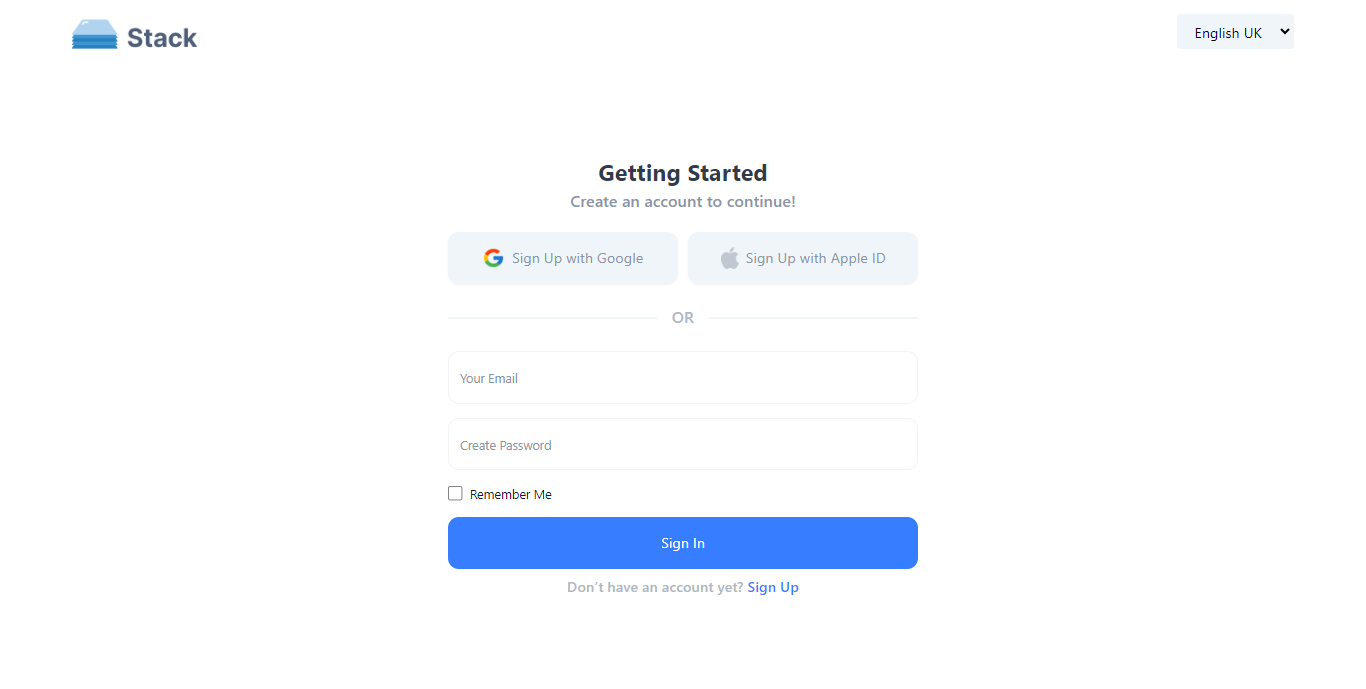 Stack
English UK
Getting Started
Create an account to continue!
Sign Up with Google
Sign Up with Apple ID
OR
Your Email
Create Password
Remember Me
Sign In
Don't have an account yet? Sign Up